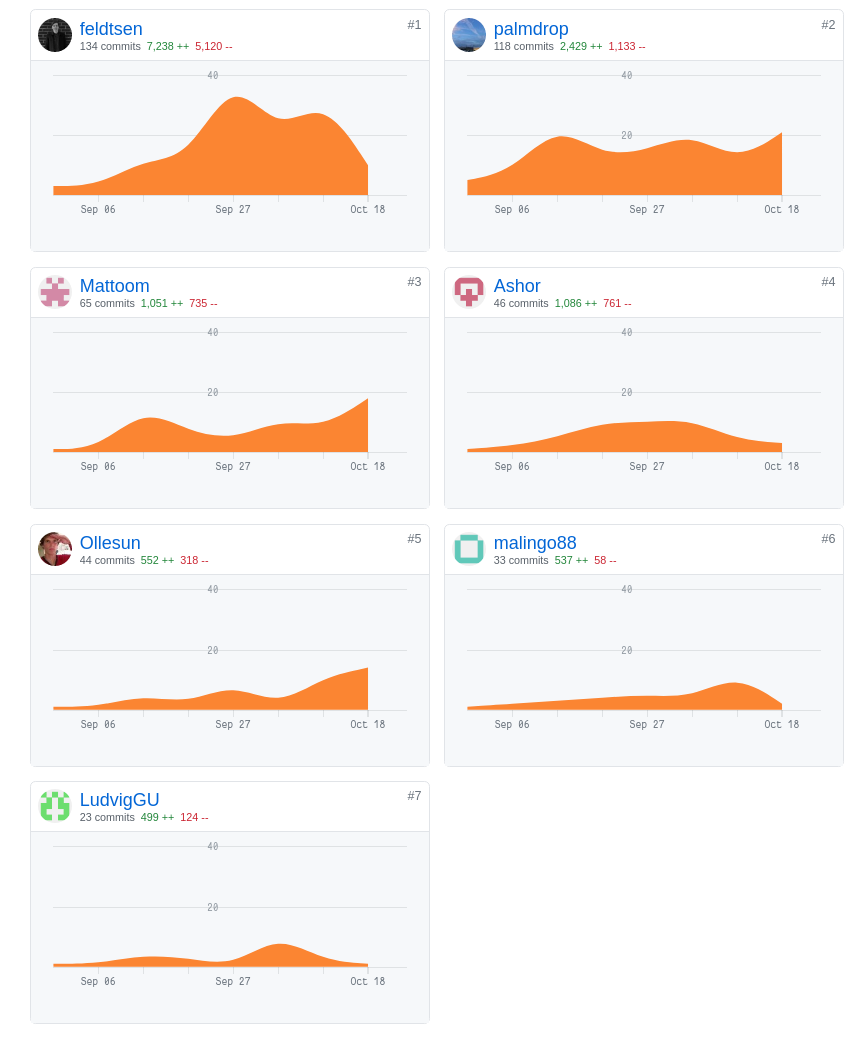 feldtsen
#1
134 commits 7,238 ++ 5,120 --
40
Sep 06 Sep 27 Oct 18
palmdrop
#2
118 commits 2,429 ++ 1,133 --
40
20
Sep 06 Sep 27 Oct 18
Mattoom
#3
65 commits 1,051 ++ 735 --
40
20
Sep 06 Sep 27 Oct 18
Ashor
#4
46 commits 1,086 ++ 761 --
40
20
Sep 06 Sep 27 Oct 18
Ollesun
#5
44 commits 552 ++ 318 --
40
20
Sep 06 Sep 27 Oct 18
malingo88
#6
33 commits 537 ++ 58 --
40
20
Sep 06 Sep 27 Oct 18
LudvigGU
#7
23 commits 499 ++ 124 --
40
20
Sep 06 Sep 27 Oct 18